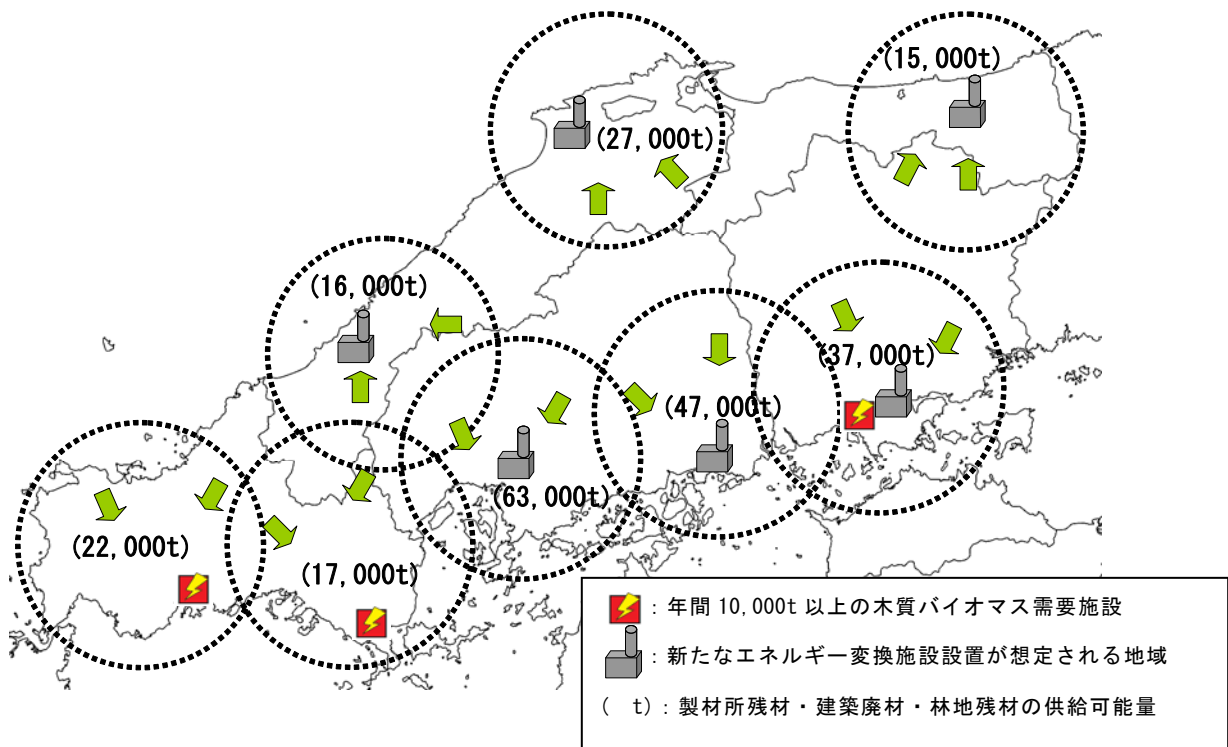 (15,000t)
(27,000t)
(16,000t)
(37,000t)
(47,000t)
(63,000t)
(22,000t)
(17,000t)
：年間 10,000t 以上の木質バイオマス需要施設
：新たなエネルギー変換施設設置が想定される地域
(　t)：製材所残材・建築廃材・林地残材の供給可能量